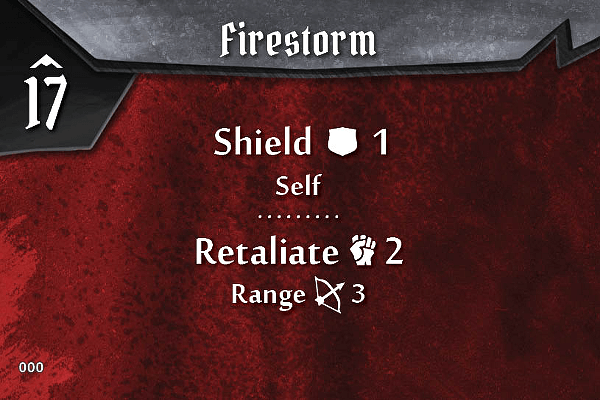 Firestorm
17
Shield 1
Self
Retaliate 2
Range 3
000